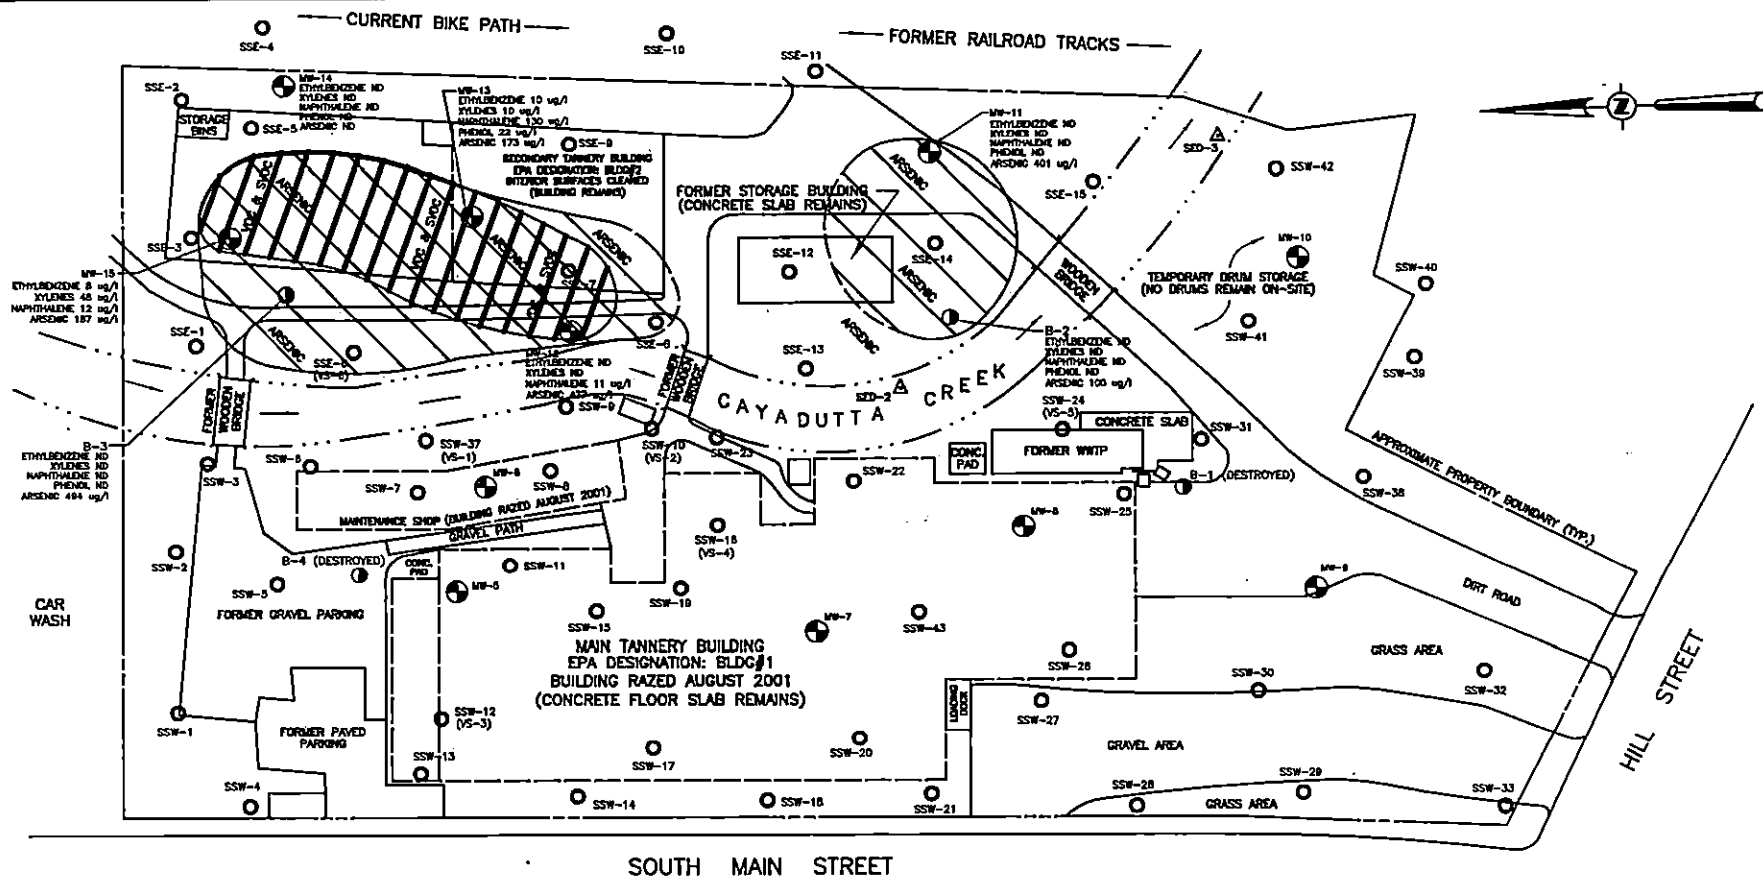 CURRENT BIKE PATH
FORMER RAILROAD TRACKS
SSE-4
SSE-10
SSE-11
SSE-2
STORAGE
BINS
SSE-5
MW-14
ETHYLBENZENE ND
XYLENES ND
NAPHTHALENE ND
PHENOL ND
ARSENIC ND
MW-13
ETHYLBENZENE 10 ug/l
XYLENES 10 ug/l
NAPHTHALENE 130 ug/l
PHENOL 22 ug/l
ARSENIC 173 ug/l
SSE-9
SECONDARY TANNERY BUILDING
EPA DESIGNATION: BLDG#2
INTERIOR SURFACES CLEANED
(BUILDING REMAINS)
MW-11
ETHYLBENZENE ND
XYLENES ND
NAPHTHALENE ND
PHENOL ND
ARSENIC 401 ug/l
SED-3
Z
SSW-42
SSE-15
FORMER STORAGE BUILDING
(CONCRETE SLAB REMAINS)
ARSENIC
ARSENIC
ARSENIC
VOC & SVOC
ARSENIC
VOC & SVOC
ARSENIC
VOC & SVOC
ARSENIC
ARSENIC
SSE-3
SSE-12
SSE-14
WOODEN
BRIDGE
MW-10
TEMPORARY DRUM STORAGE
(NO DRUMS REMAIN ON-SITE)
SSW-40
SSW-41
SSW-39
MW-15
ETHYLBENZENE 8 ug/l
XYLENES 48 ug/l
NAPHTHALENE 12 ug/l
ARSENIC 187 ug/l
SSE-1
SSE-6
(VS-6)
SSE-8
SSE-13
MW-12
ETHYLBENZENE ND
XYLENES ND
NAPHTHALENE 11 ug/l
B-2
ETHYLBENZENE ND
XYLENES ND
NAPHTHALENE ND
PHENOL ND
ARSENIC 100 ug/l
FORMER
WOODEN
BRIDGE
FORMER
WOODEN
BRIDGE
SED-2
CAYADUTTA CREEK
SSW-9
SSW-24
(VS-5)
CONCRETE SLAB
SSW-31
APPROXIMATE PROPERTY BOUNDARY (TYP.)
B-3
ETHYLBENZENE ND
XYLENES ND
NAPHTHALENE ND
PHENOL ND
ARSENIC 494 ug/l
SSW-37
(VS-1)
SSW-10
(VS-2)
SSW-23
SSW-3
SSW-6
SSW-7
MW-6
SSW-8
SSW-22
CONC.
PAD
FORMER WWTP
B-1 (DESTROYED)
SSW-25
SSW-38
MAINTENANCE SHOP (BUILDING RAZED AUGUST 2001)
GRAVEL PATH
SSW-18
(VS-4)
MW-8
SSW-2
B-4 (DESTROYED)
CONC.
PAD
SSW-11
SSW-5
MW-5
SSW-19
MW-9
DIRT ROAD
CAR
WASH
FORMER GRAVEL PARKING
SSW-15
MW-7
SSW-43
MAIN TANNERY BUILDING
EPA DESIGNATION: BLDG#1
BUILDING RAZED AUGUST 2001
(CONCRETE FLOOR SLAB REMAINS)
SSW-26
GRASS AREA
SSW-30
SSW-32
HILL STREET
SSW-1
FORMER PAVED
PARKING
SSW-12
(VS-3)
LOADING
DOCK
SSW-27
SSW-13
SSW-17
SSW-20
GRAVEL AREA
SSW-4
SSW-14
SSW-16
SSW-21
SSW-28
SSW-29
GRASS AREA
SSW-33
SOUTH MAIN STREET